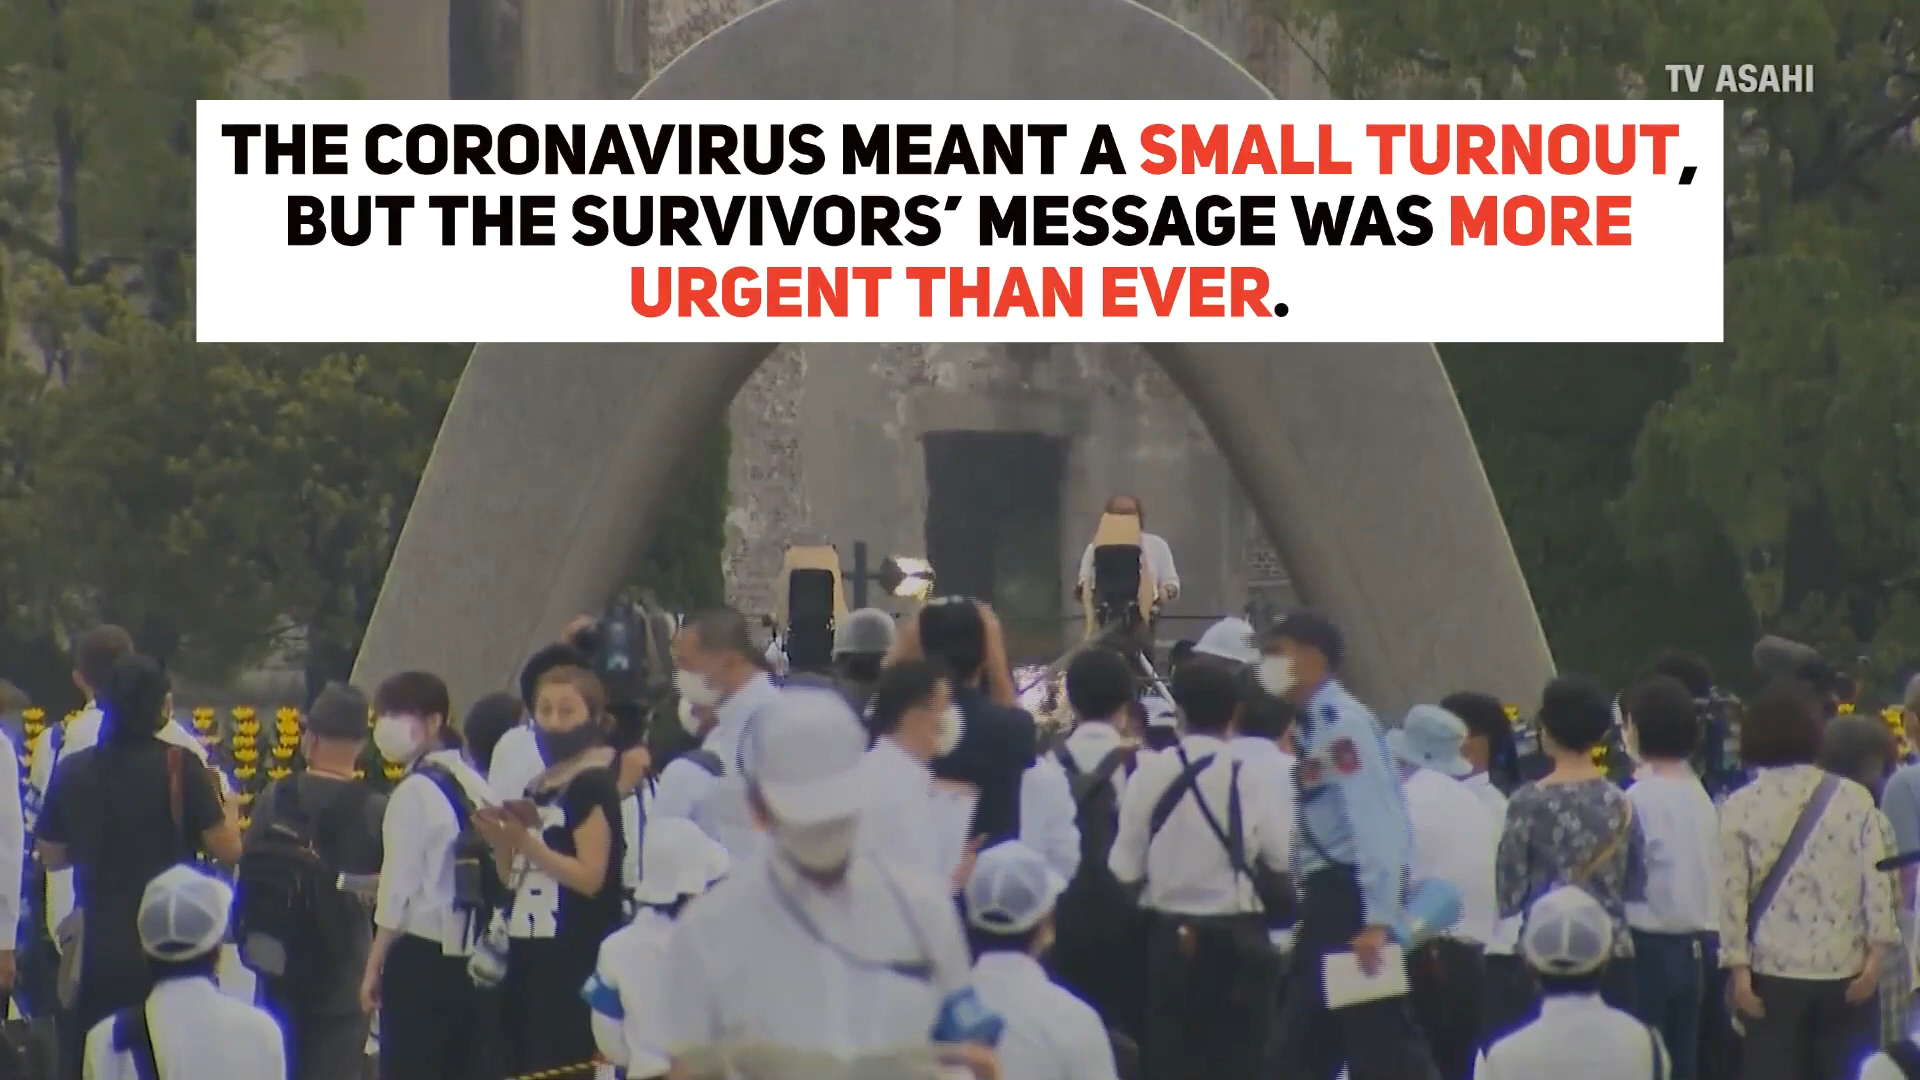 TV ASAHI
THE CORONAVIRUS MEANT A SMALL TURNOUT,
BUT THE SURVIVORS’ MESSAGE WAS MORE
URGENT THAN EVER.